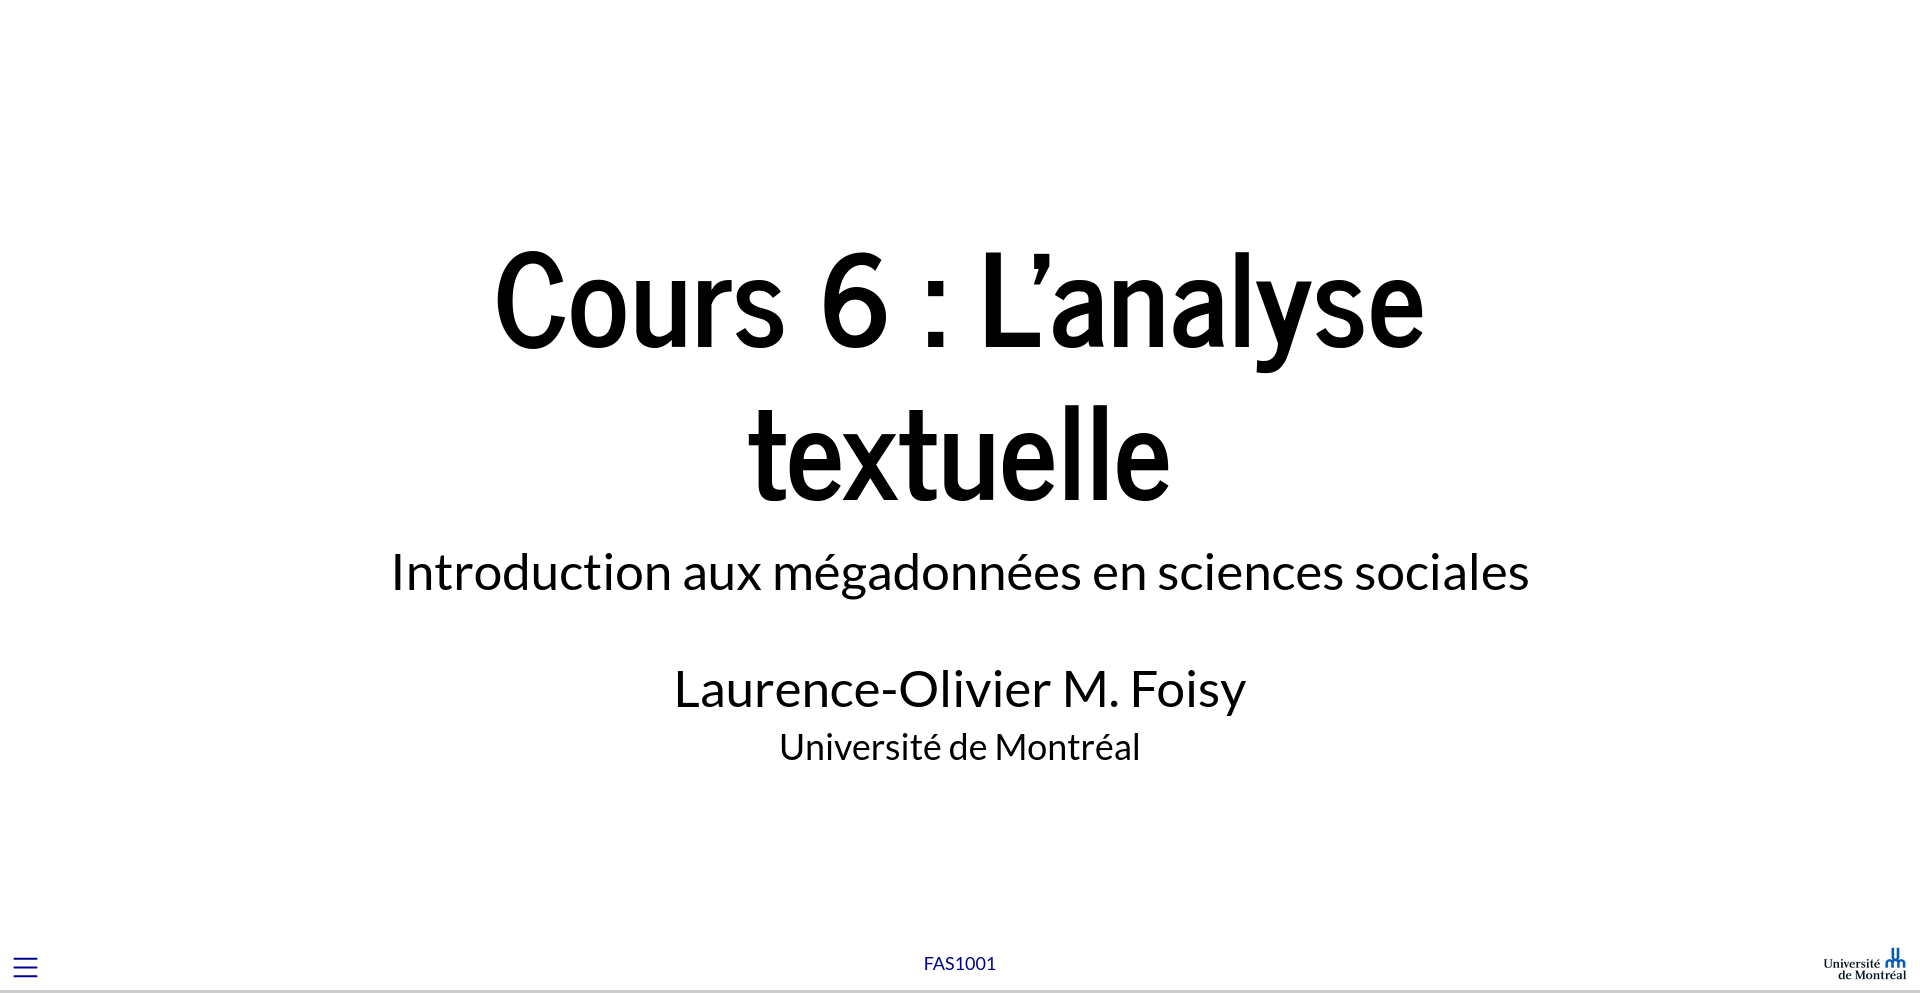 Cours 6 : L’analyse
textuelle
Introduction aux mégadonnées en sciences sociales
Laurence-Olivier M. Foisy
Université de Montréal
FAS1001
Université
de Montréal